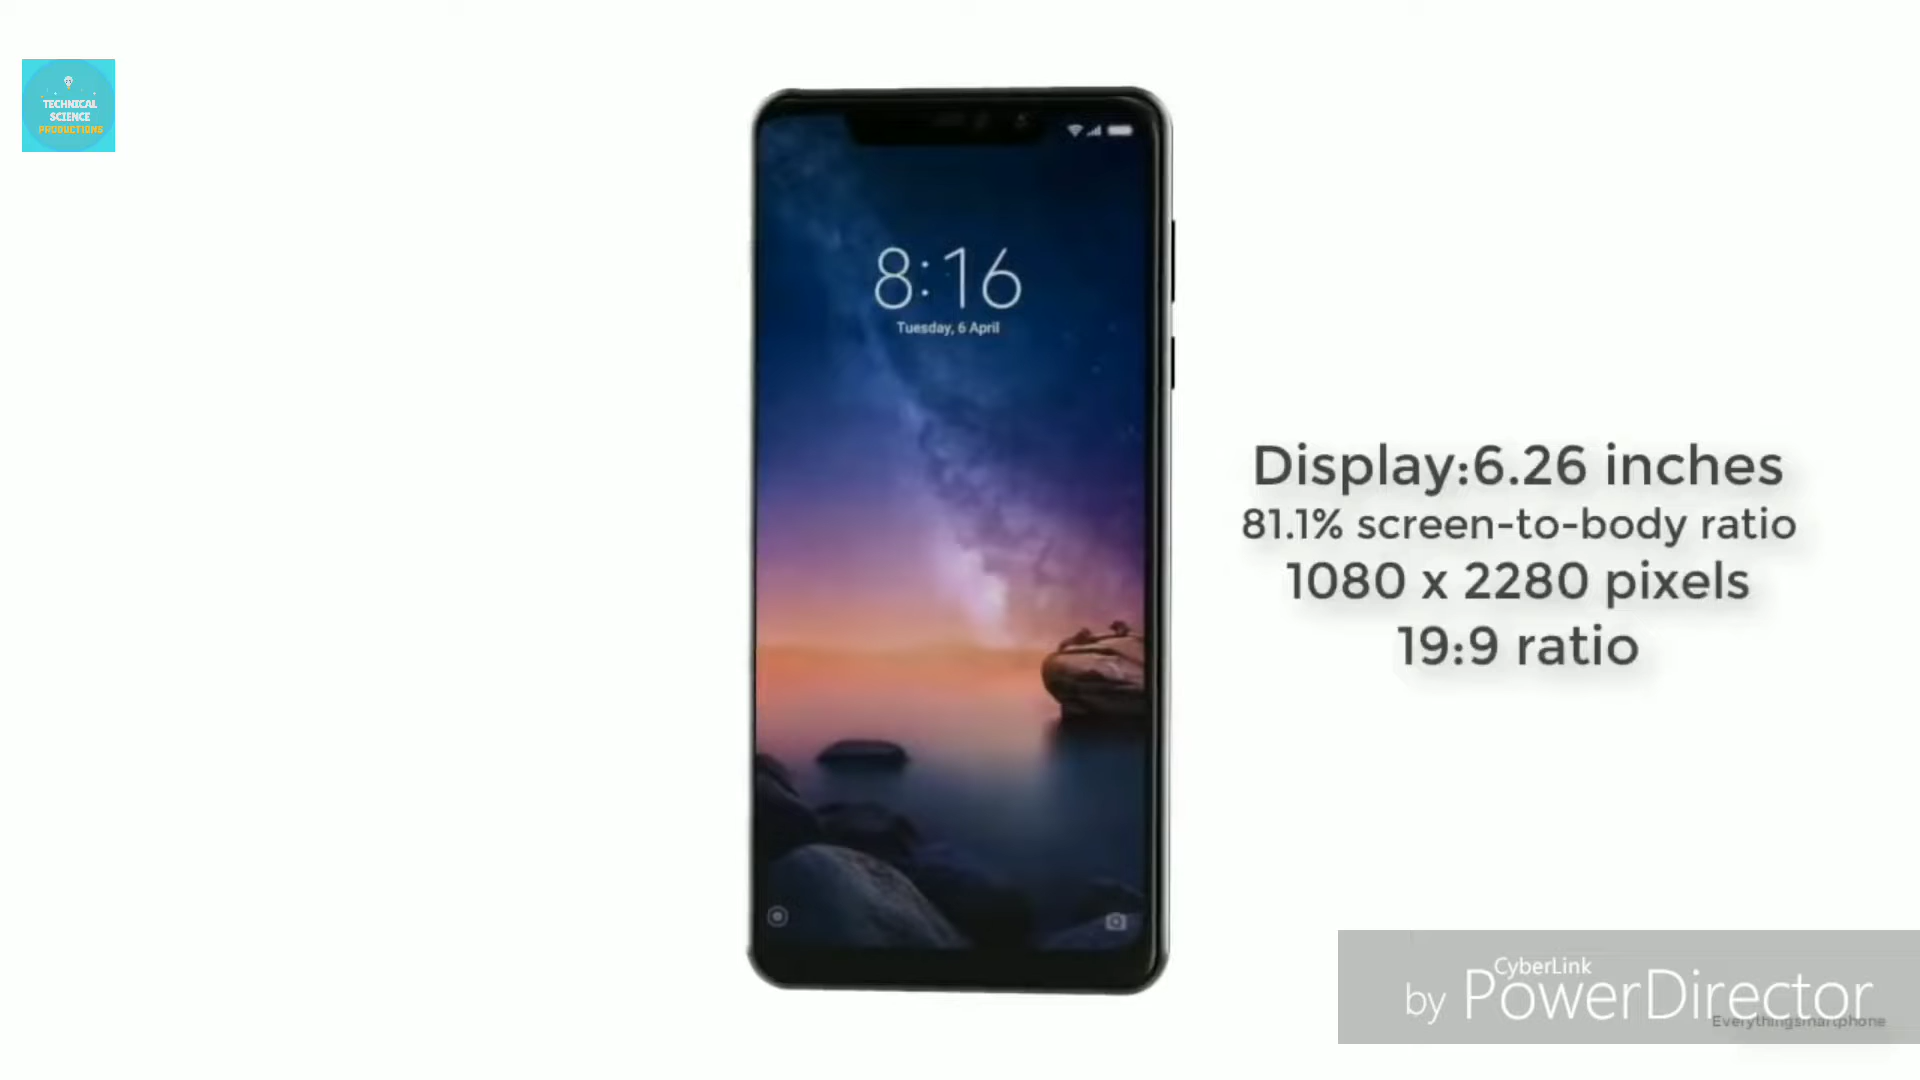 TECHNICAL
SCIENCE
PRODUCTIONS
8:16
Tuesday, 6 April
Display:6.26 inches
81.1% screen-to-body ratio
1080 x 2280 pixels
19:9 ratio
CyberLink
by PowerDirector
Everythingsmartphone